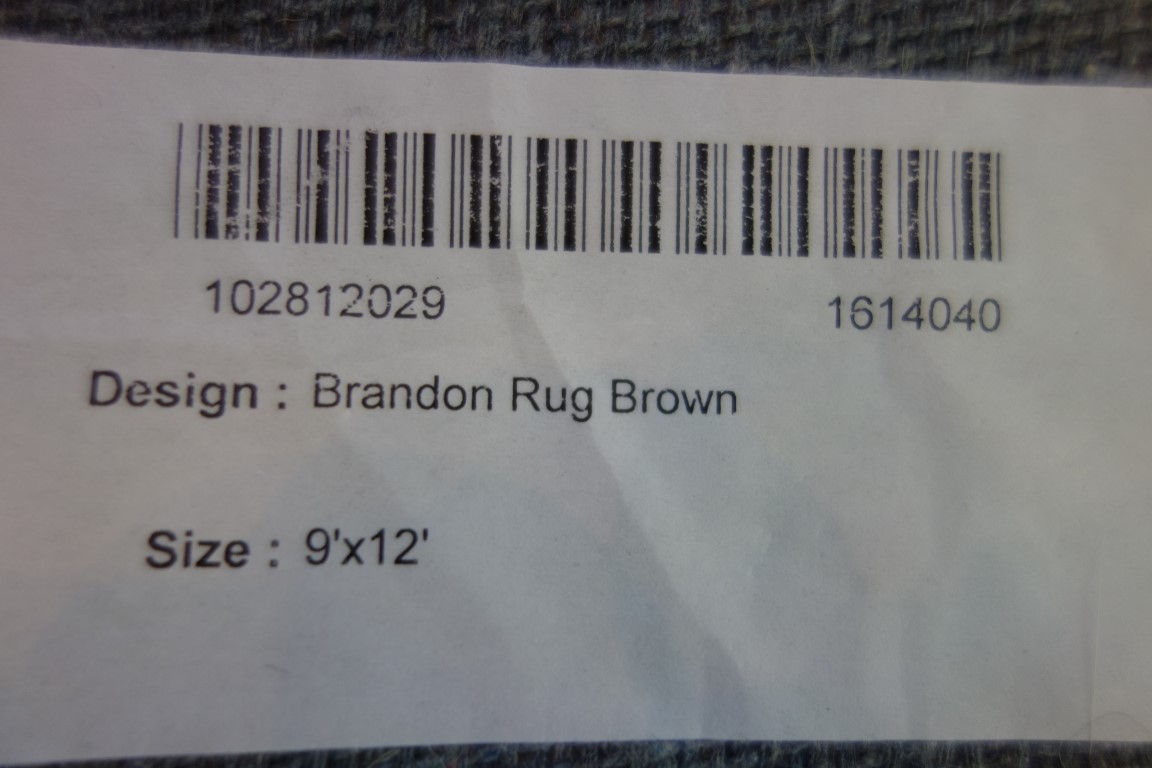 102812029 1614040
Design : Brandon Rug Brown
Size : 9'x12'